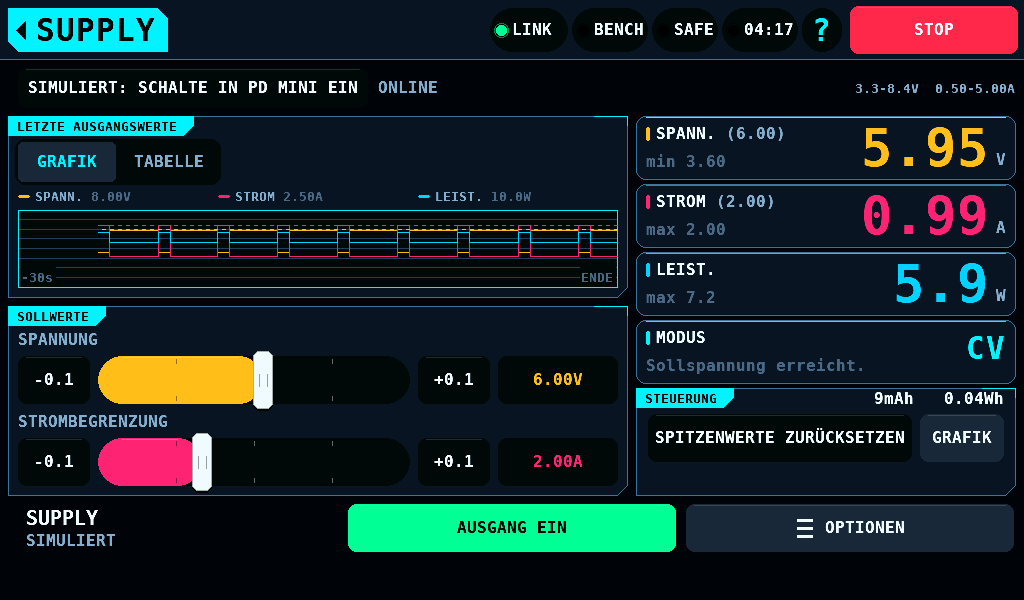 SUPPLY
LINK
BENCH
SAFE
04:17
?
STOP
SIMULIERT: SCHALTE IN PD MINI EIN ONLINE
3.3-8.4V 0.50-5.00A
LETZTE AUSGANGSWERTE
GRAFIK
TABELLE
SPANN. 8.00V
STROM 2.50A
LEIST. 10.0W
-30s
ENDE
SPANN. (6.00)
min 3.60
5.95 V
STROM (2.00)
max 2.00
0.99 A
LEIST.
max 7.2
5.9 W
MODUS
Sollspannung erreicht.
CV
SOLLWERTE
SPANNUNG
-0.1
+0.1
6.00V
STROMBEGRENZUNG
-0.1
+0.1
2.00A
STEUERUNG
9mAh 0.04Wh
SPITZENWERTE ZURÜCKSETZEN
GRAFIK
SUPPLY
SIMULIERT
AUSGANG EIN
OPTIONEN